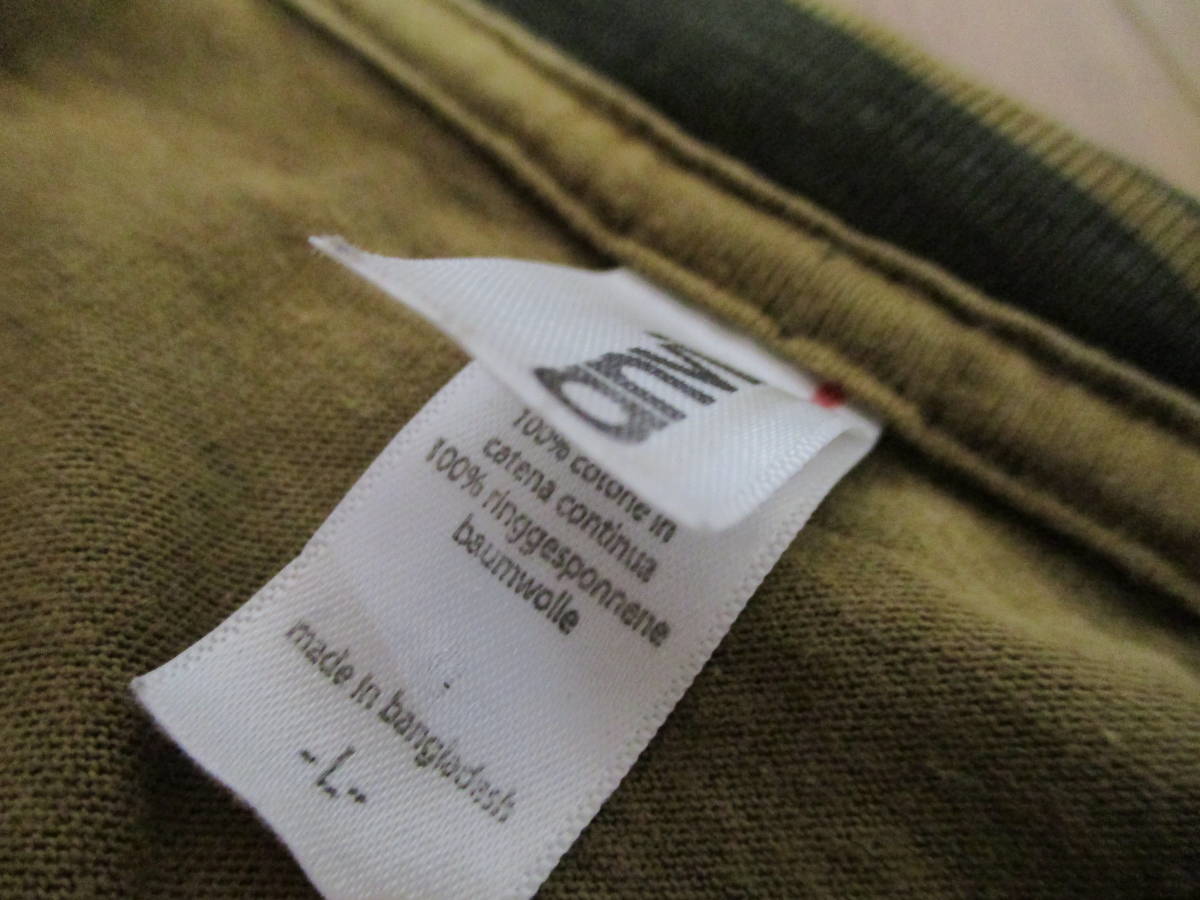 100% cotone in
catena continua
100% ringgesponnene
baumwolle
made in bangladesh
-L-